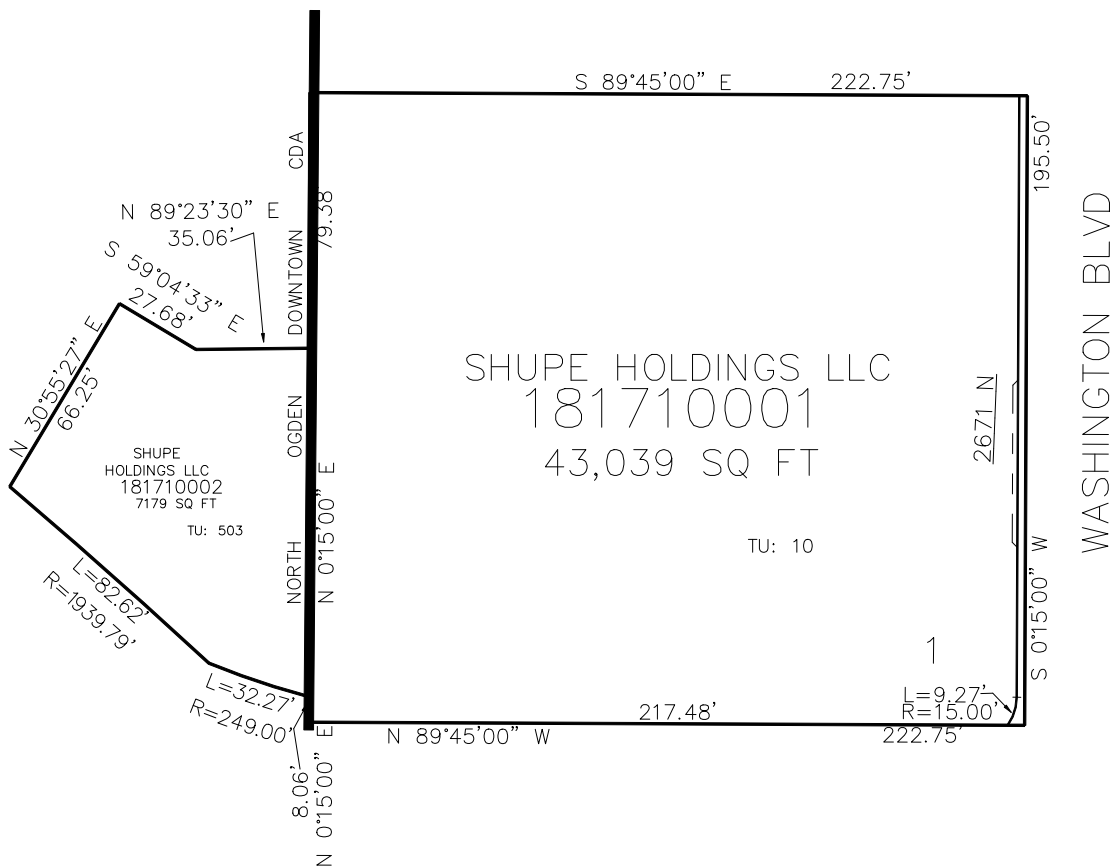 S 89°45'00" E 222.75'
195.50'
WASHINGTON BLVD
CDA
79.38
N 89°23'30" E
35.06'
DOWNTOWN
S 59°04'33" E
27.68'
N 30°55'27" E
66.25'
SHUPE HOLDINGS LLC
181710001
43,039 SQ FT
2671 N
OGDEN
SHUPE
HOLDINGS LLC
181710002
7179 SQ FT
TU: 503
TU: 10
NORTH
N 0°15'00" E
S 0°15'00" W
L=82.62'
R=1939.79'
1
L=32.27'
R=249.00'
L=9.27'
R=15.00'
217.48'
N 89°45'00" W
222.75'
8.06'
N 0°15'00" E